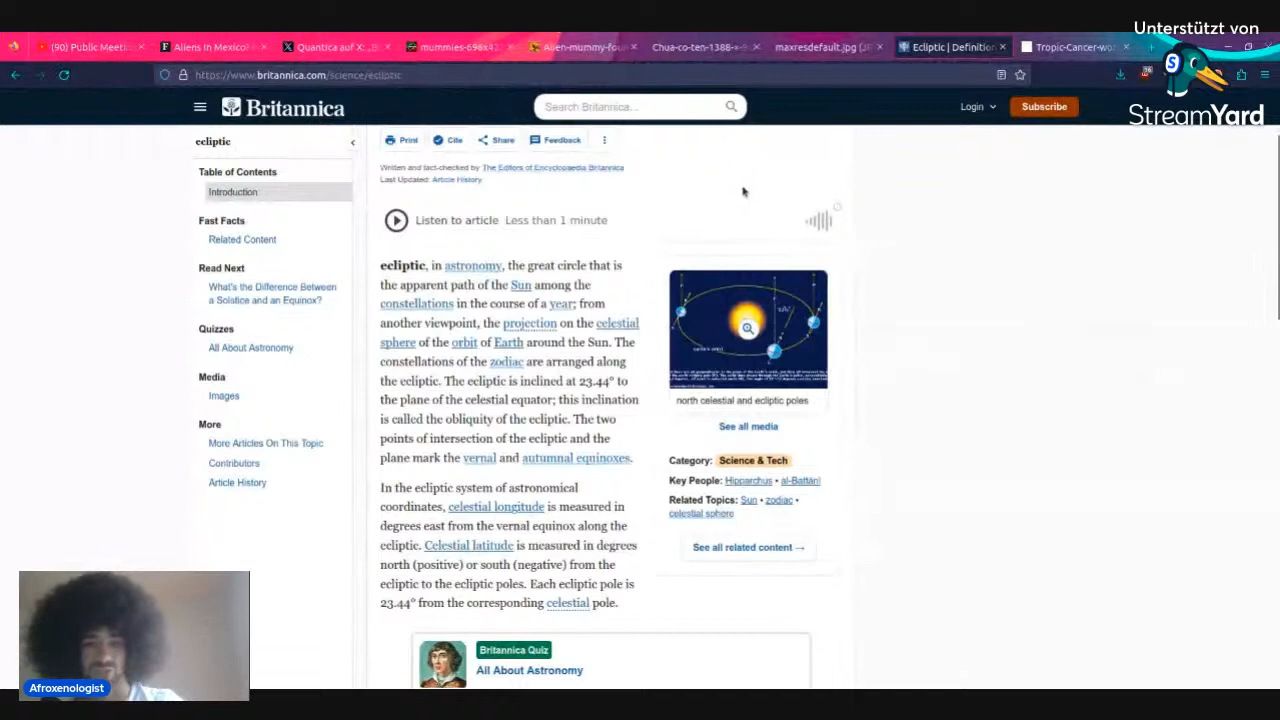 Unterstützt von
StreamYard
(90) Public Meeti
Aliens in Mexico?
Quantica auf X:
mummies-696x4
Alien-mummy-fou
Chua-co-ten-1388-
maxresdefault.jpg
Ecliptic | Definition
Tropic-Cancer-wo
https://www.britannica.com/science/ecliptic
Britannica
Search Britannica...
Login
Subscribe
ecliptic
Table of Contents
Introduction
Fast Facts
Related Content
Read Next
What's the Difference Between
a Solstice and an Equinox?
Quizzes
All About Astronomy
Media
Images
More
More Articles On This Topic
Contributors
Article History
Print
Cite
Share
Feedback
Written and fact-checked by The Editors of Encyclopaedia Britannica
Last Updated: Article History
Listen to article Less than 1 minute
ecliptic, in astronomy, the great circle that is
the apparent path of the Sun among the
constellations in the course of a year; from
another viewpoint, the projection on the celestial
sphere of the orbit of Earth around the Sun. The
constellations of the zodiac are arranged along
the ecliptic. The ecliptic is inclined at 23.44° to
the plane of the celestial equator; this inclination
is called the obliquity of the ecliptic. The two
points of intersection of the ecliptic and the
plane mark the vernal and autumnal equinoxes.
In the ecliptic system of astronomical
coordinates, celestial longitude is measured in
degrees east from the vernal equinox along the
ecliptic. Celestial latitude is measured in degrees
north (positive) or south (negative) from the
ecliptic to the ecliptic poles. Each ecliptic pole is
23.44° from the corresponding celestial pole.
north celestial and ecliptic poles
See all media
Category: Science & Tech
Key People: Hipparchus • al-Battānī
Related Topics: Sun • zodiac •
celestial sphere
See all related content →
Britannica Quiz
All About Astronomy
Afroxenologist